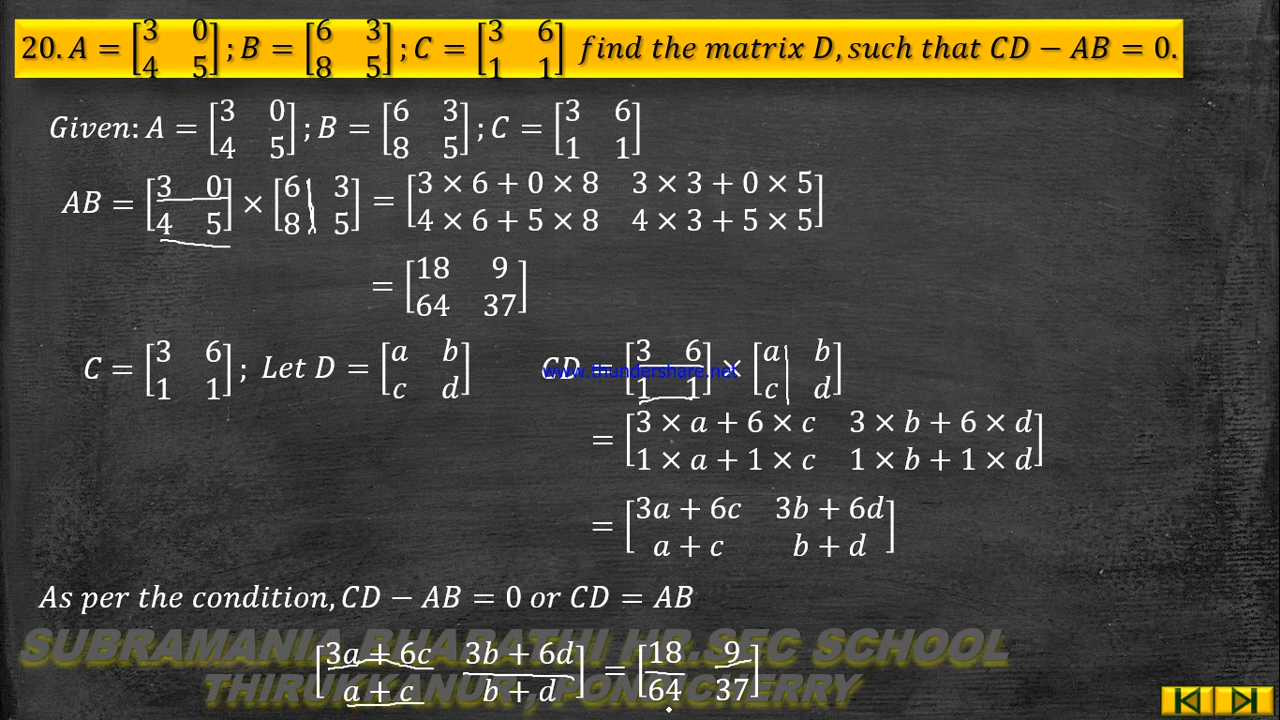 20. A = [3 0 4 5]; B = [6 3 8 5]; C = [3 6 1 1] find the matrix D, such that CD − AB = 0.
Given: A = [3 0 4 5]; B = [6 3 8 5]; C = [3 6 1 1]
AB = [3 0 4 5] × [6 3 8 5] = [3 × 6 + 0 × 8 3 × 3 + 0 × 5 4 × 6 + 5 × 8 4 × 3 + 5 × 5]
= [18 9 64 37]
C = [3 6 1 1]; Let D = [a b c d] CD = [3 6 1 1] × [a b c d]
www.thundershare.net
= [3 × a + 6 × c 3 × b + 6 × d 1 × a + 1 × c 1 × b + 1 × d]
= [3a + 6c 3b + 6d a + c b + d]
As per the condition, CD − AB = 0 or CD = AB
SUBRAMANIA BHARATHI HR.SEC SCHOOL
[3a + 6c 3b + 6d a + c b + d] = [18 9 64 37]
THIRUKKANUR, PONDICHERRY